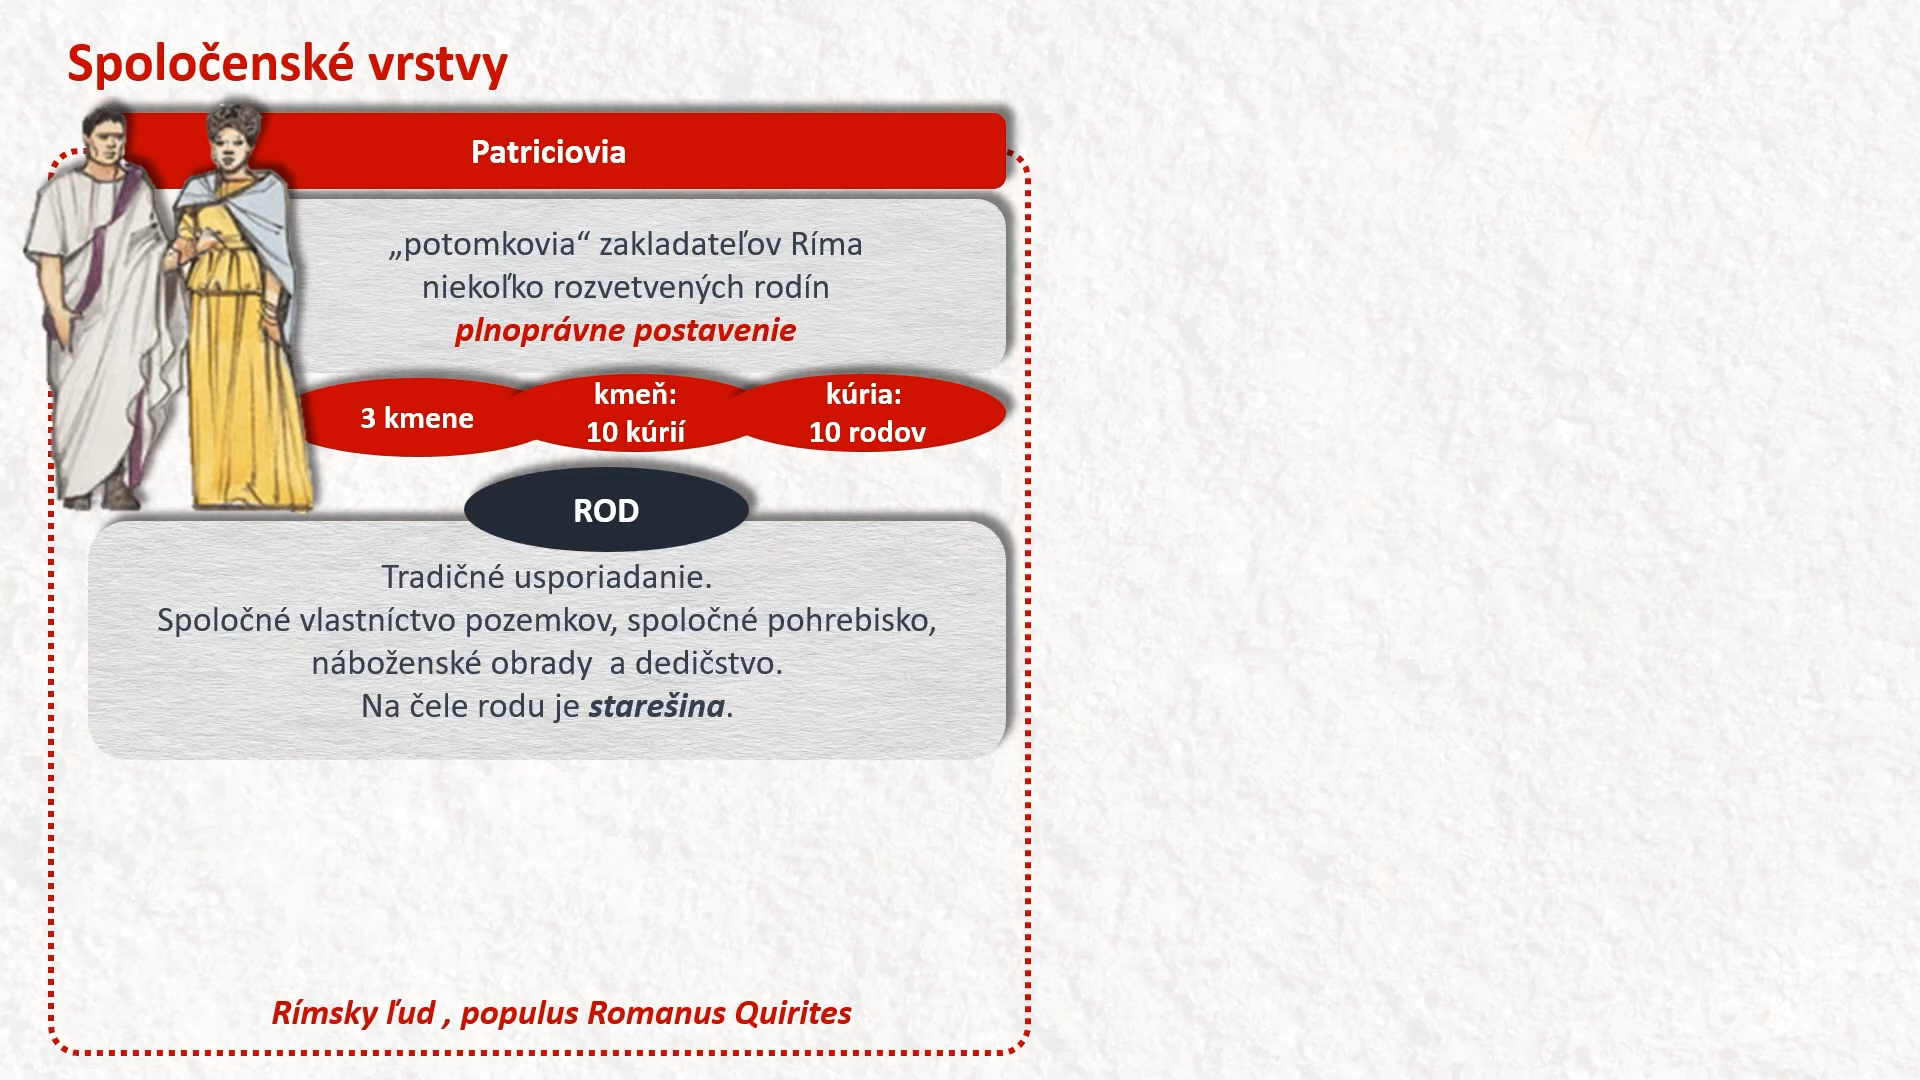 Spoločenské vrstvy
Patriciovia
„potomkovia“ zakladateľov Ríma
niekoľko rozvetvených rodín
plnoprávne postavenie
3 kmene
kmeň:
10 kúrií
kúria:
10 rodov
ROD
Tradičné usporiadanie.
Spoločné vlastníctvo pozemkov, spoločné pohrebisko,
náboženské obrady  a dedičstvo.
Na čele rodu je starešina.
Rímsky ľud , populus Romanus Quirites